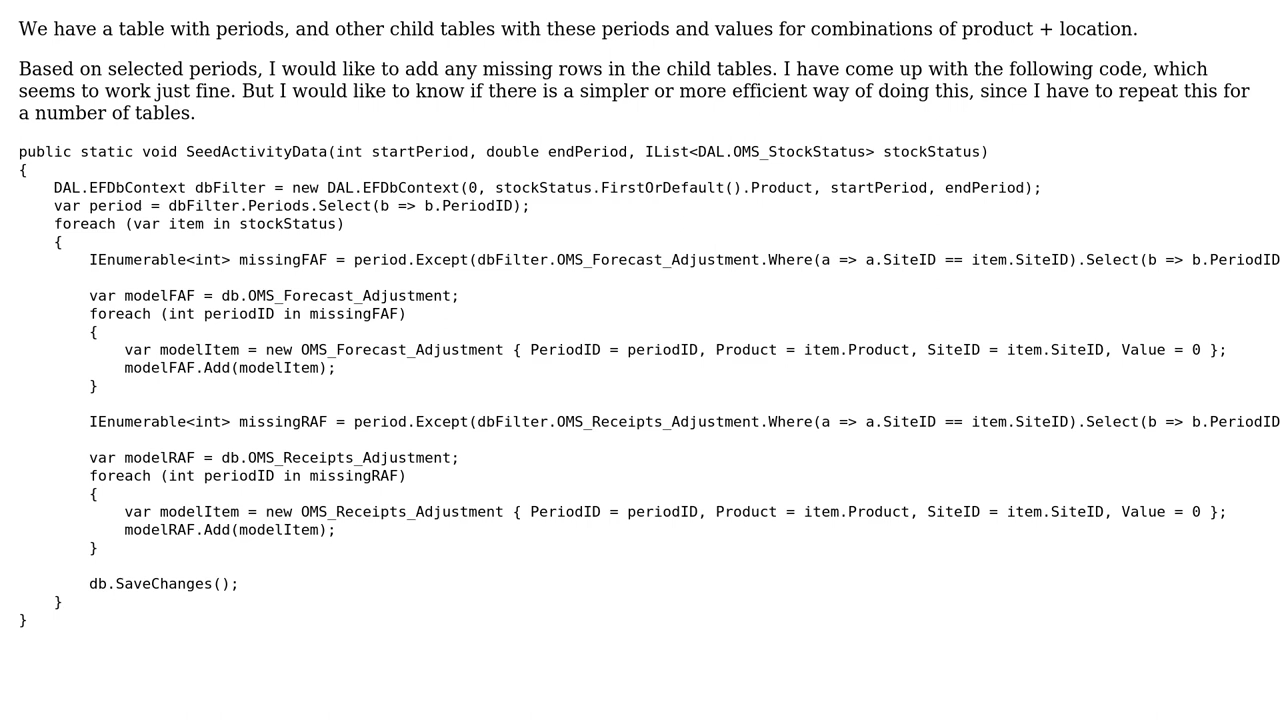 We have a table with periods, and other child tables with these periods and values for combinations of product + location.
Based on selected periods, I would like to add any missing rows in the child tables. I have come up with the following code, which
seems to work just fine. But I would like to know if there is a simpler or more efficient way of doing this, since I have to repeat this for
a number of tables.
public static void SeedActivityData(int startPeriod, double endPeriod, IList<DAL.OMS_StockStatus> stockStatus)
{
    DAL.EFDbContext dbFilter = new DAL.EFDbContext(0, stockStatus.FirstOrDefault().Product, startPeriod, endPeriod);
    var period = dbFilter.Periods.Select(b => b.PeriodID);
    foreach (var item in stockStatus)
    {
        IEnumerable<int> missingFAF = period.Except(dbFilter.OMS_Forecast_Adjustment.Where(a => a.SiteID == item.SiteID).Select(b => b.PeriodID
        var modelFAF = db.OMS_Forecast_Adjustment;
        foreach (int periodID in missingFAF)
        {
            var modelItem = new OMS_Forecast_Adjustment { PeriodID = periodID, Product = item.Product, SiteID = item.SiteID, Value = 0 };
            modelFAF.Add(modelItem);
        }
        IEnumerable<int> missingRAF = period.Except(dbFilter.OMS_Receipts_Adjustment.Where(a => a.SiteID == item.SiteID).Select(b => b.PeriodID
        var modelRAF = db.OMS_Receipts_Adjustment;
        foreach (int periodID in missingRAF)
        {
            var modelItem = new OMS_Receipts_Adjustment { PeriodID = periodID, Product = item.Product, SiteID = item.SiteID, Value = 0 };
            modelRAF.Add(modelItem);
        }
        db.SaveChanges();
    }
}